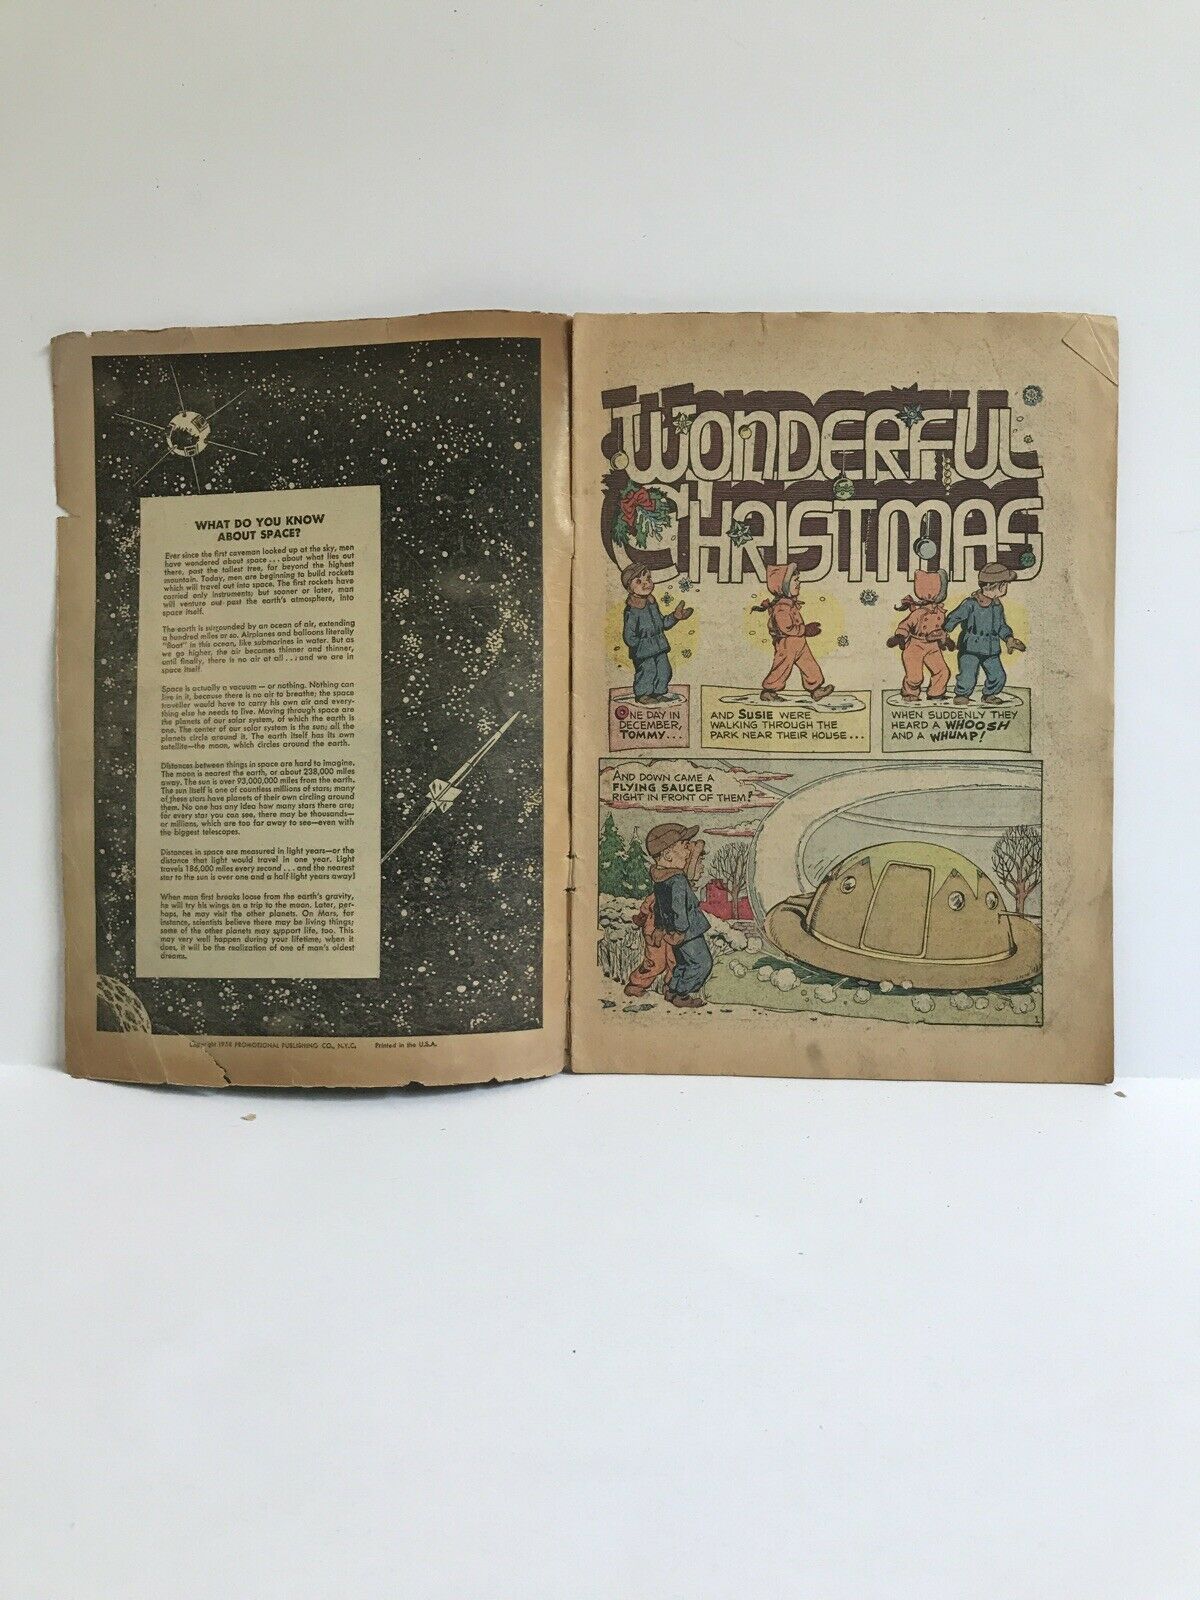 WHAT DO YOU KNOW
ABOUT SPACE?
Ever since the first caveman looked up at the sky, men
have wondered about space . . . about what lies out
there, past the tallest tree, far beyond the highest
mountain. Today, men are beginning to build rockets
which will travel out into space. The first rockets have
carried only instruments; but sooner or later, man
will venture out past the earth's atmosphere, into
space itself.
The earth is surrounded by an ocean of air, extending
a hundred miles or so. Airplanes and balloons literally
"float" in this ocean, like submarines in water. But as
we go higher, the air becomes thinner and thinner,
until finally, there is no air at all . . . and we are in
space itself.
Space is actually a vacuum — or nothing. Nothing can
live in it, because there is no air to breathe; the space
traveller would have to carry his own air and every-
thing else he needs to live. Moving through space are
the planets of our solar system, of which the earth is
one. The center of our solar system is the sun; all the
planets circle around it. The earth itself has its own
satellite—the moon, which circles around the earth.
Distances between things in space are hard to imagine.
The moon is nearest the earth, or about 238,000 miles
away. The sun is over 93,000,000 miles from the earth.
The sun itself is one of countless millions of stars; many
of these stars have planets of their own circling around
them. No one has any idea how many stars there are;
for every star you can see, there may be thousands—
or millions, which are too far away to see—even with
the biggest telescopes.
Distances in space are measured in light years—or the
distance that light would travel in one year. Light
travels 186,000 miles every second . . . and the nearest
star to the sun is over one and a half light years away!
When man first breaks loose from the earth's gravity,
he will try his wings on a trip to the moon. Later, per-
haps, he may visit the other planets. On Mars, for
instance, scientists believe there may be living things;
some of the other planets may support life, too. This
may very well happen during your lifetime; when it
does, it will be the realization of one of man's oldest
dreams.
Copyright PROMOTIONAL PUBLISHING CO., N.Y.C. Printed in the U.S.A.
WONDERFUL
CHRISTMAS
ONE DAY IN
DECEMBER,
TOMMY...
AND SUSIE WERE
WALKING THROUGH THE
PARK NEAR THEIR HOUSE...
WHEN SUDDENLY THEY
HEARD A WHOOSH
AND A WHUMP!
AND DOWN CAME A
FLYING SAUCER
RIGHT IN FRONT OF THEM!
1